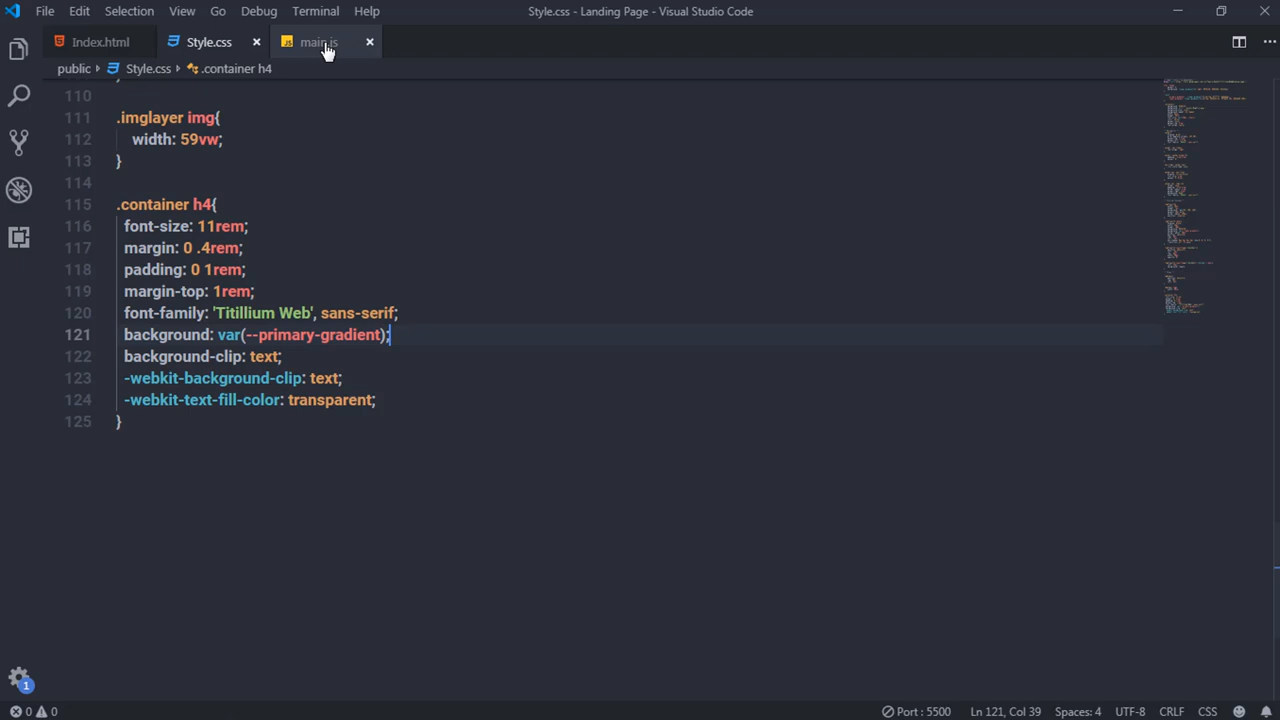 File Edit Selection View Go Debug Terminal Help Style.css - Landing Page - Visual Studio Code
Index.html Style.css main.js
public Style.css .container h4
110
111 .imglayer img{
112 width: 59vw;
113 }
114
115 .container h4{
116 font-size: 11rem;
117 margin: 0 .4rem;
118 padding: 0 1rem;
119 margin-top: 1rem;
120 font-family: 'Titillium Web', sans-serif;
121 background: var(--primary-gradient);
122 background-clip: text;
123 -webkit-background-clip: text;
124 -webkit-text-fill-color: transparent;
125 }
1
0 0 Port : 5500 Ln 121, Col 39 Spaces: 4 UTF-8 CRLF CSS